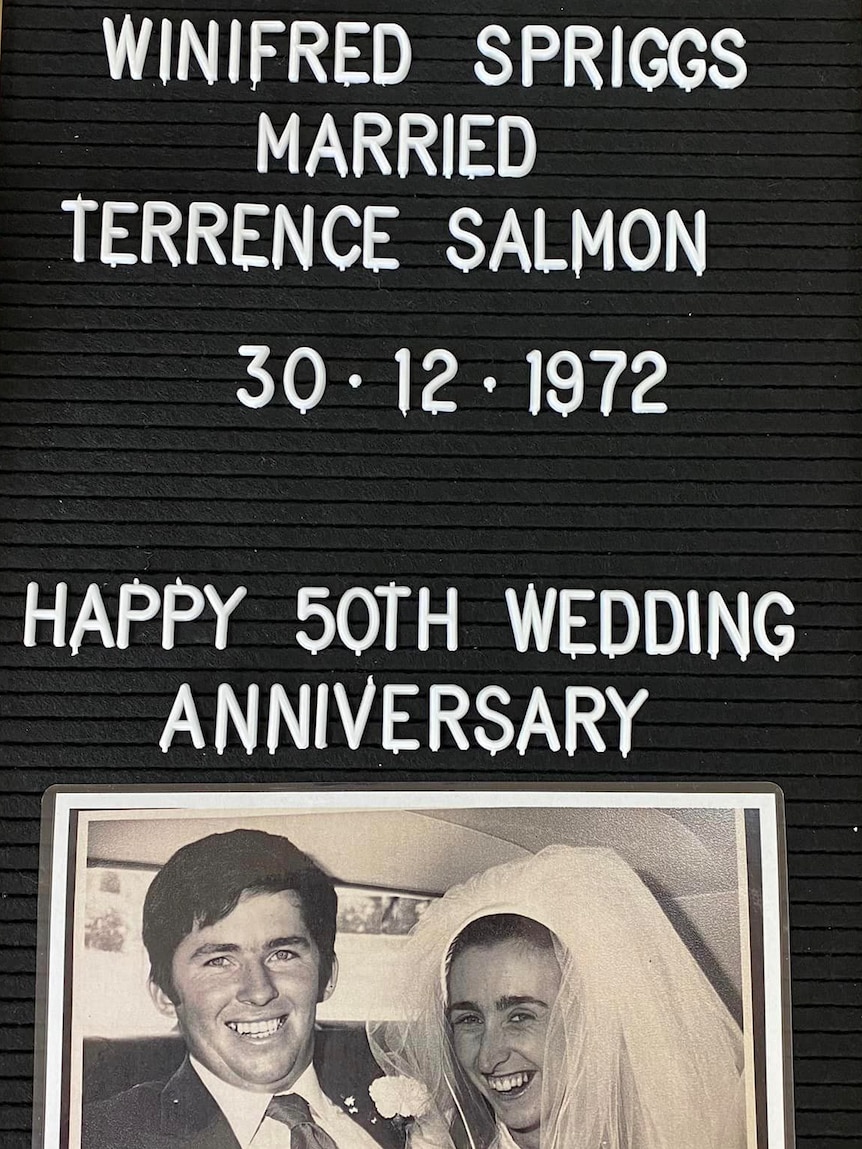 WINIFRED SPRIGGS
MARRIED
TERRENCE SALMON
30·12·1972
HAPPY 50TH WEDDING
ANNIVERSARY